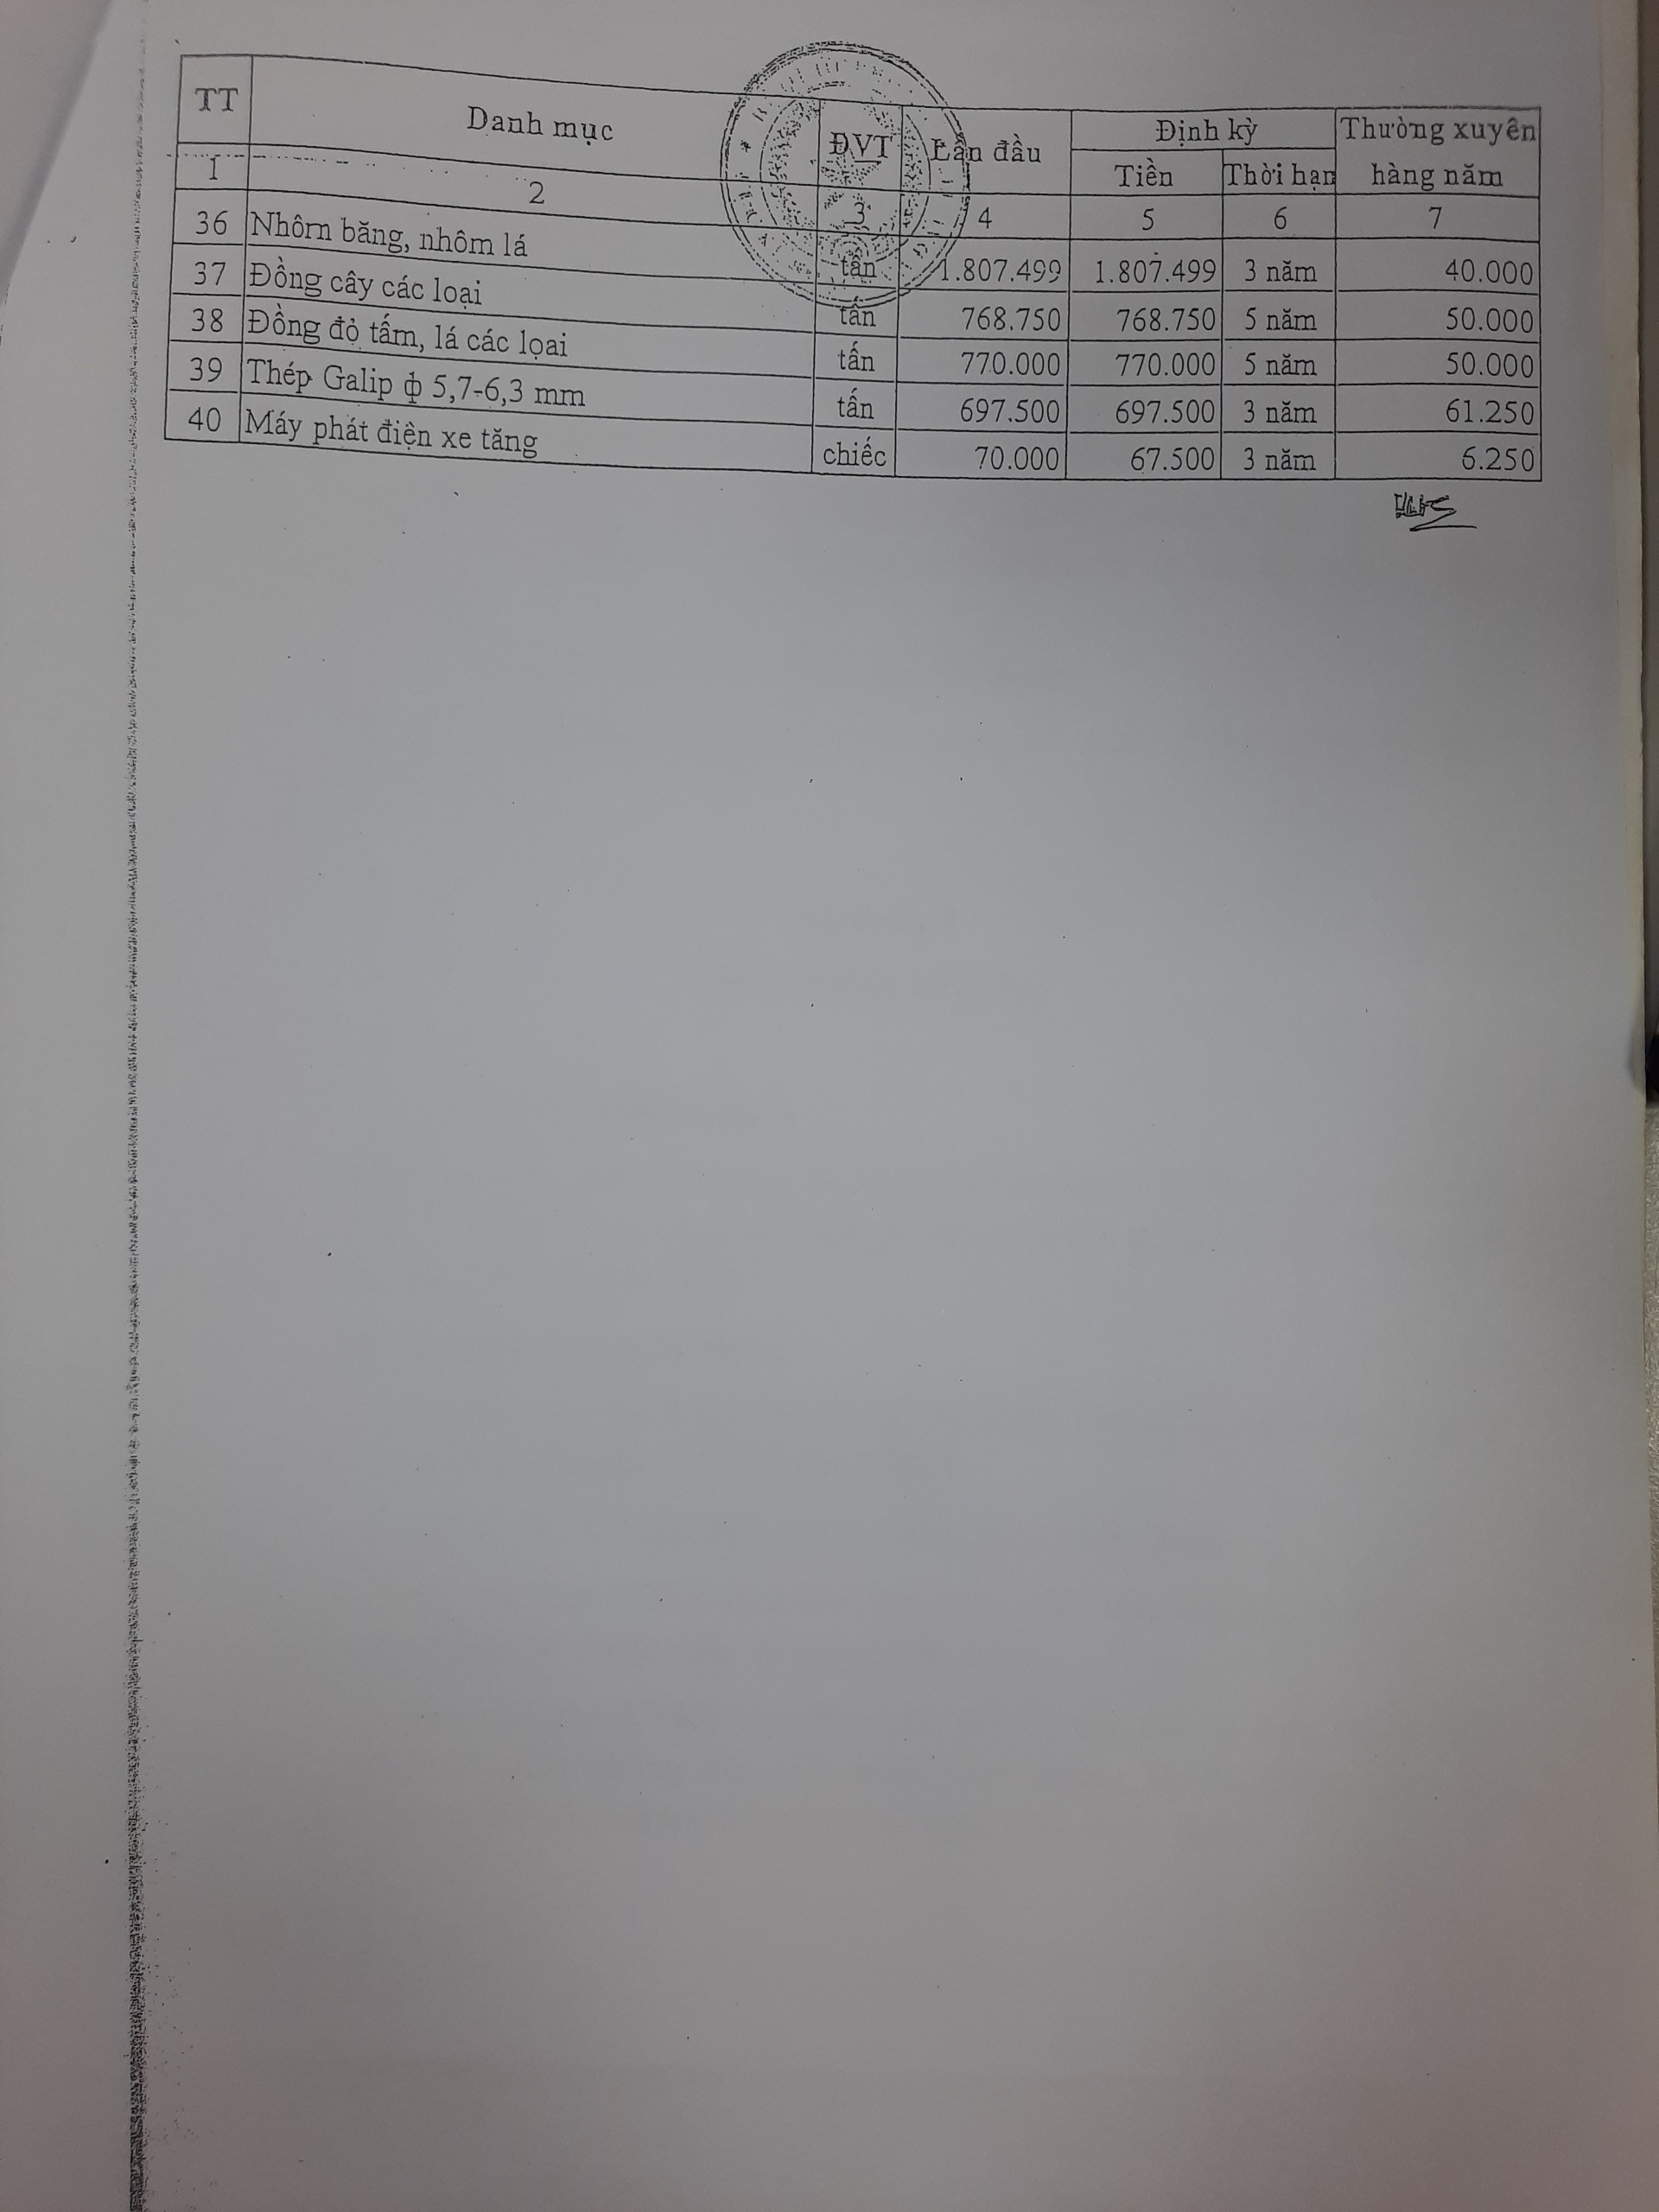 TT Danh mục ĐVT Lần đầu Định kỳ Thường xuyên hàng năm
Tiền Thời hạn
1 2 3 4 5 6 7
36 Nhôm băng, nhôm lá tấn 1.807.499 1.807.499 3 năm 40.000
37 Đồng cây các loại tấn 768.750 768.750 5 năm 50.000
38 Đồng đỏ tấm, lá các loại tấn 770.000 770.000 5 năm 50.000
39 Thép Galip ф 5,7-6,3 mm tấn 697.500 697.500 3 năm 61.250
40 Máy phát điện xe tăng chiếc 70.000 67.500 3 năm 6.250